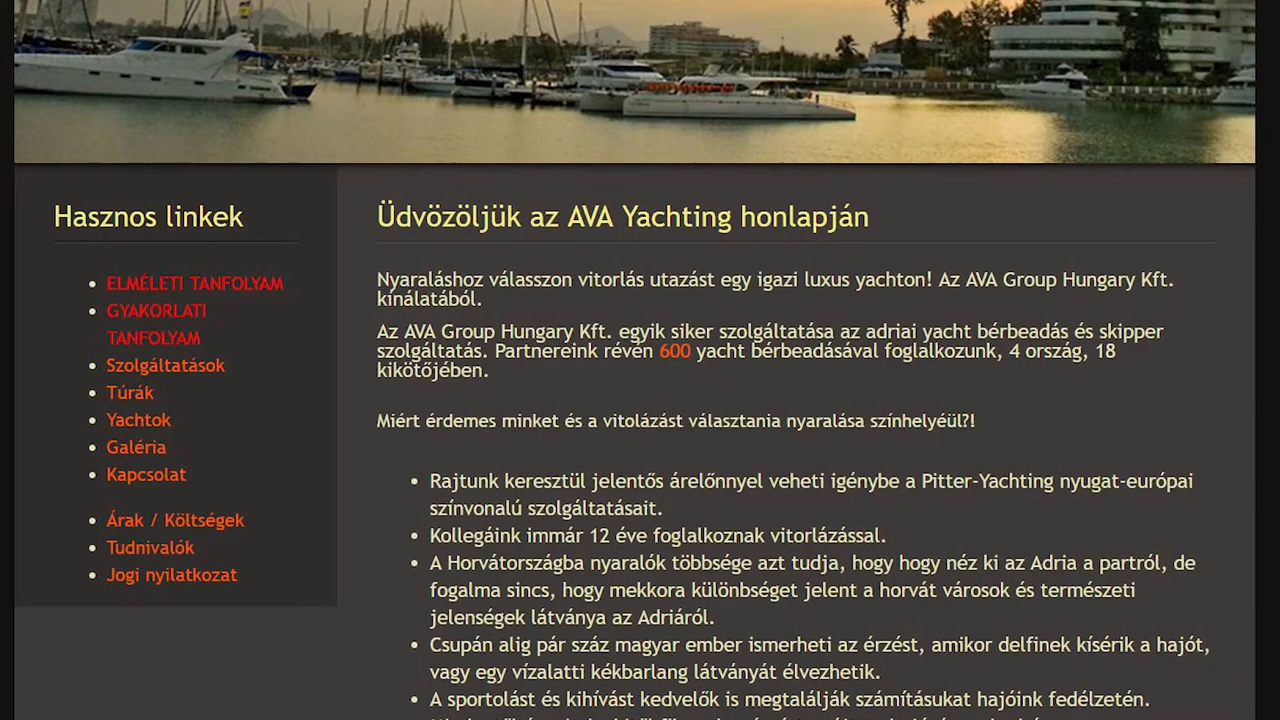 Hasznos linkek
ELMÉLETI TANFOLYAM
GYAKORLATI
TANFOLYAM
Szolgáltatások
Túrák
Yachtok
Galéria
Kapcsolat
Árak / Költségek
Tudnivalók
Jogi nyilatkozat
Üdvözöljük az AVA Yachting honlapján
Nyaraláshoz válasszon vitorlás utazást egy igazi luxus yachton! Az AVA Group Hungary Kft.
kínálatából.
Az AVA Group Hungary Kft. egyik siker szolgáltatása az adriai yacht bérbeadás és skipper
szolgáltatás. Partnereink révén 600 yacht bérbeadásával foglalkozunk, 4 ország, 18
kikötőjében.
Miért érdemes minket és a vitolázást választania nyaralása színhelyéül?!
Rajtunk keresztül jelentős árelőnnyel veheti igénybe a Pitter-Yachting nyugat-európai
színvonalú szolgáltatásait.
Kollegáink immár 12 éve foglalkoznak vitorlázással.
A Horvátországba nyaralók többsége azt tudja, hogy hogy néz ki az Adria a partról, de
fogalma sincs, hogy mekkora különbséget jelent a horvát városok és természeti
jelenségek látványa az Adriáról.
Csupán alig pár száz magyar ember ismerheti az érzést, amikor delfinek kísérik a hajót,
vagy egy vízalatti kékbarlang látványát élvezhetik.
A sportolást és kihívást kedvelők is megtalálják számításukat hajóink fedélzetén.